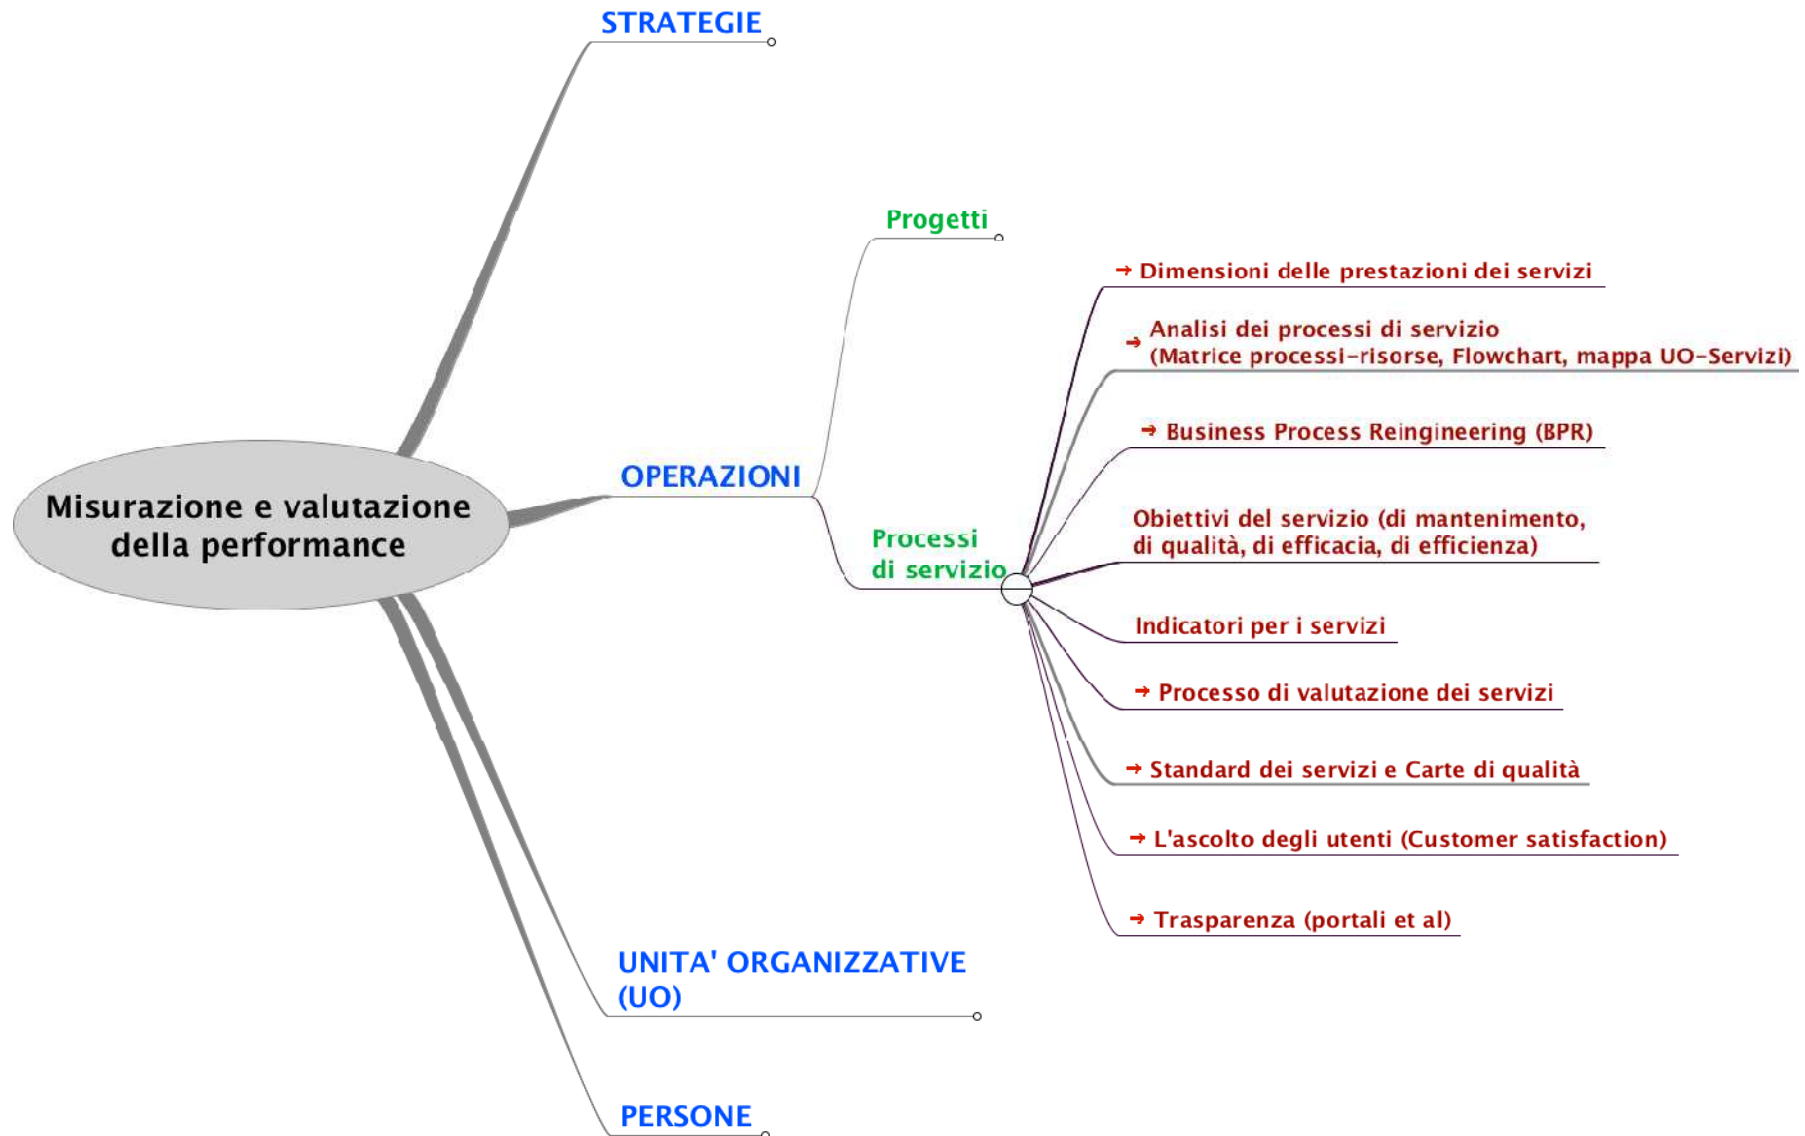 STRATEGIE
Progetti
→ Dimensioni delle prestazioni dei servizi
→ Analisi dei processi di servizio
(Matrice processi-risorse, Flowchart, mappa UO-Servizi)
→ Business Process Reingineering (BPR)
OPERAZIONI
Misurazione e valutazione
della performance
Processi
di servizio
Obiettivi del servizio (di mantenimento,
di qualità, di efficacia, di efficienza)
Indicatori per i servizi
→ Processo di valutazione dei servizi
→ Standard dei servizi e Carte di qualità
→ L'ascolto degli utenti (Customer satisfaction)
→ Trasparenza (portali et al)
UNITA' ORGANIZZATIVE
(UO)
PERSONE